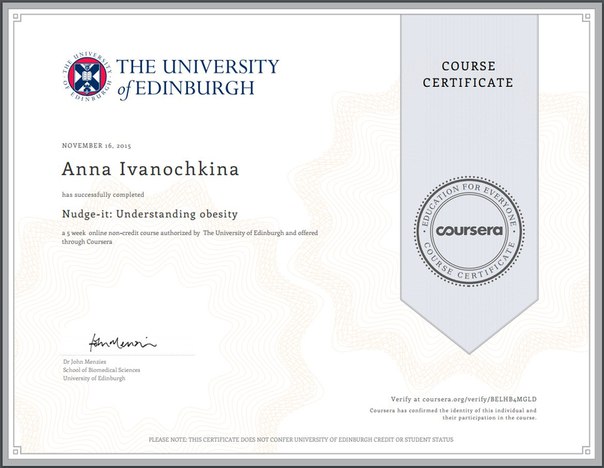 THE UNIVERSITY
of EDINBURGH
THE UNIVERSITY OF EDINBURGH
COURSE
CERTIFICATE
NOVEMBER 16, 2015
Anna Ivanochkina
has successfully completed
Nudge-it: Understanding obesity
a 5 week online non-credit course authorized by The University of Edinburgh and offered
through Coursera
EDUCATION FOR EVERYONE
coursera
COURSE CERTIFICATE
Dr John Menzies
School of Biomedical Sciences
University of Edinburgh
Verify at coursera.org/verify/BELHB4MGLD
Coursera has confirmed the identity of this individual and
their participation in the course.
PLEASE NOTE: THIS CERTIFICATE DOES NOT CONFER UNIVERSITY OF EDINBURGH CREDIT OR STUDENT STATUS